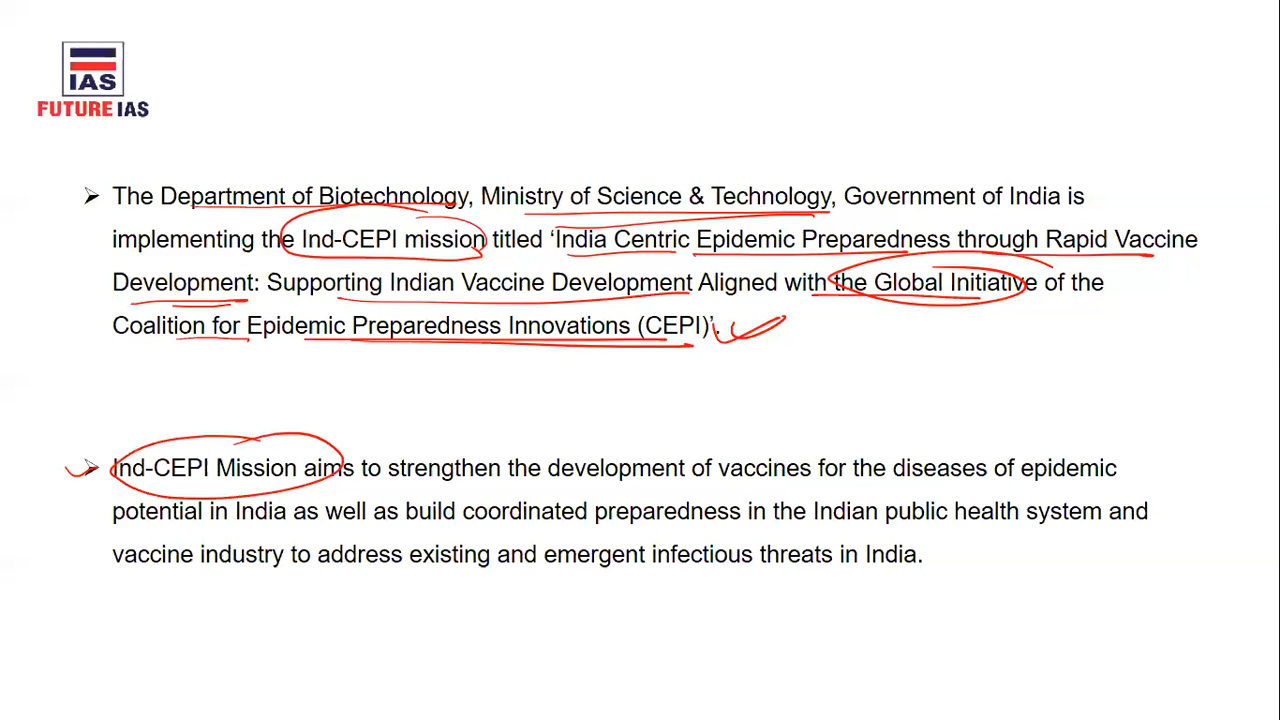 IAS
FUTURE IAS
The Department of Biotechnology, Ministry of Science & Technology, Government of India is
implementing the Ind-CEPI mission titled ‘India Centric Epidemic Preparedness through Rapid Vaccine
Development: Supporting Indian Vaccine Development Aligned with the Global Initiative of the
Coalition for Epidemic Preparedness Innovations (CEPI)’.
Ind-CEPI Mission aims to strengthen the development of vaccines for the diseases of epidemic
potential in India as well as build coordinated preparedness in the Indian public health system and
vaccine industry to address existing and emergent infectious threats in India.